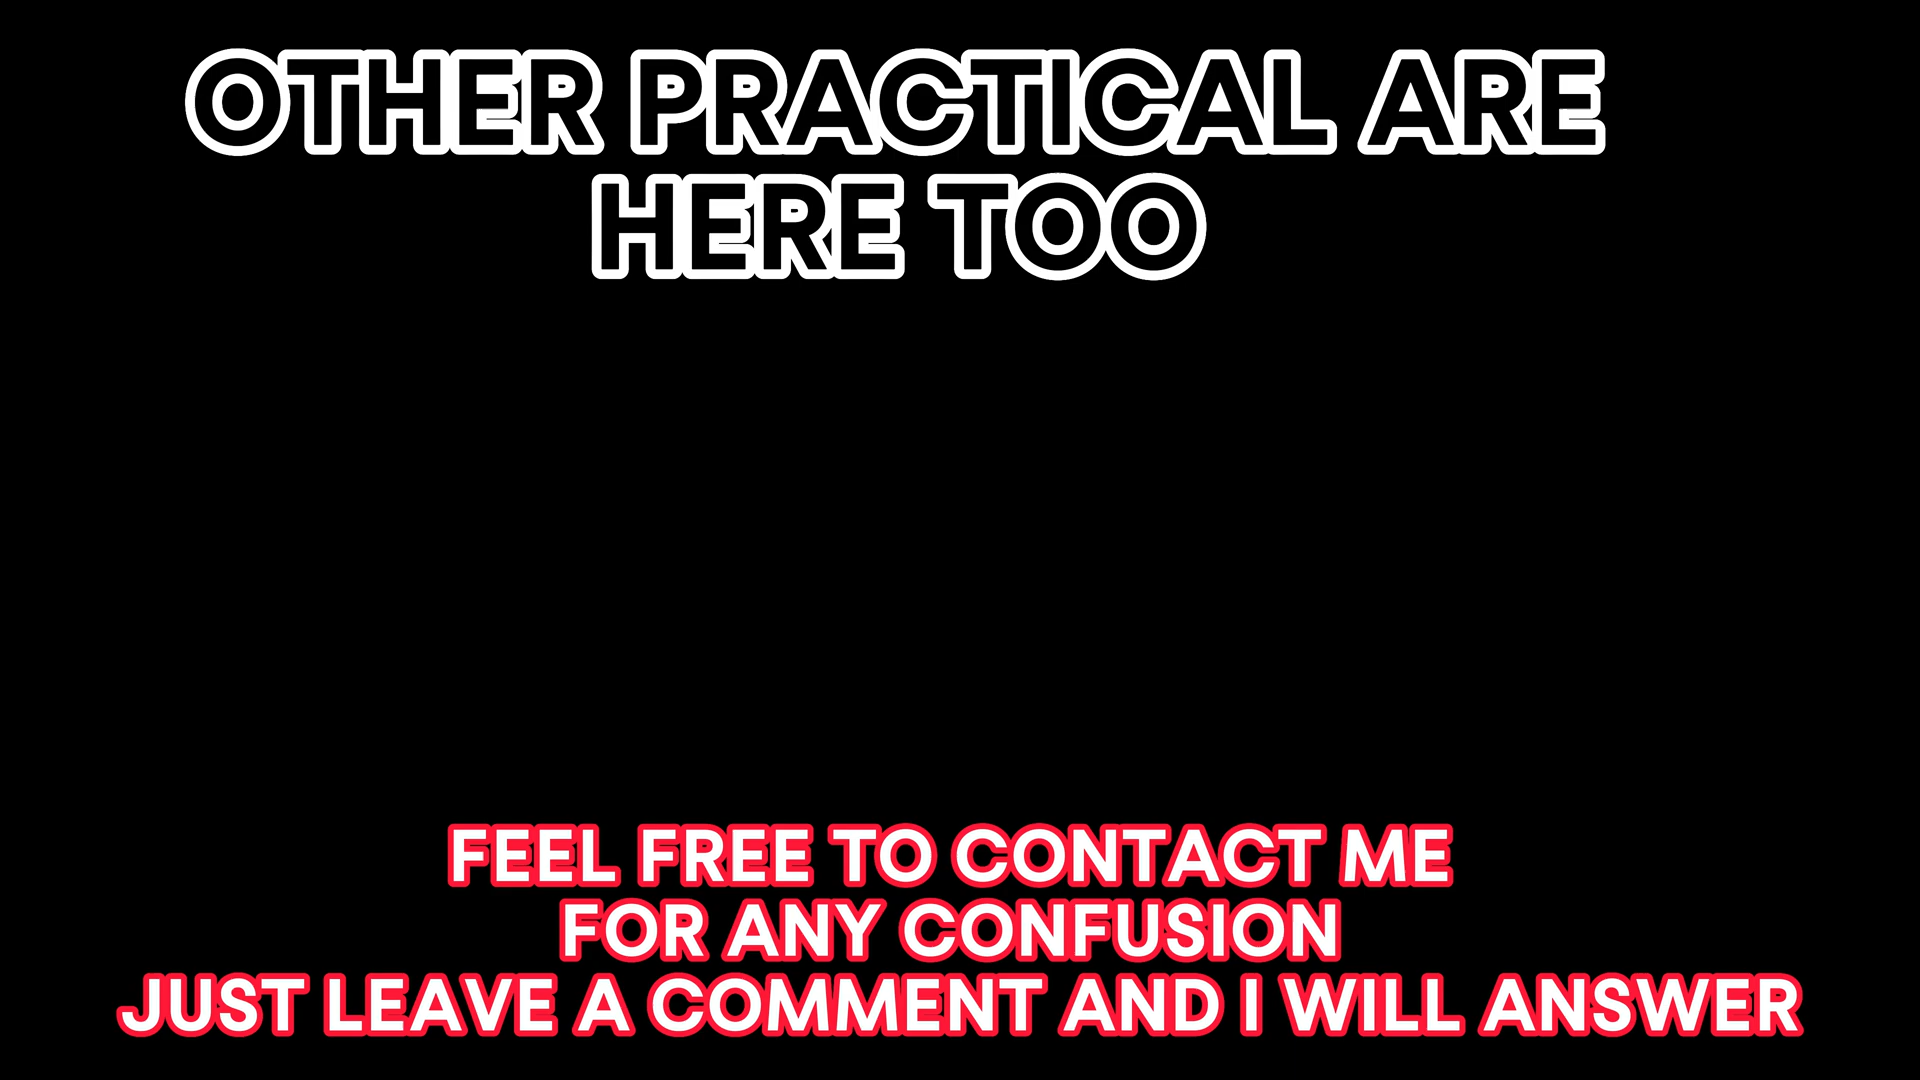 OTHER PRACTICAL ARE
HERE TOO
FEEL FREE TO CONTACT ME
FOR ANY CONFUSION
JUST LEAVE A COMMENT AND I WILL ANSWER